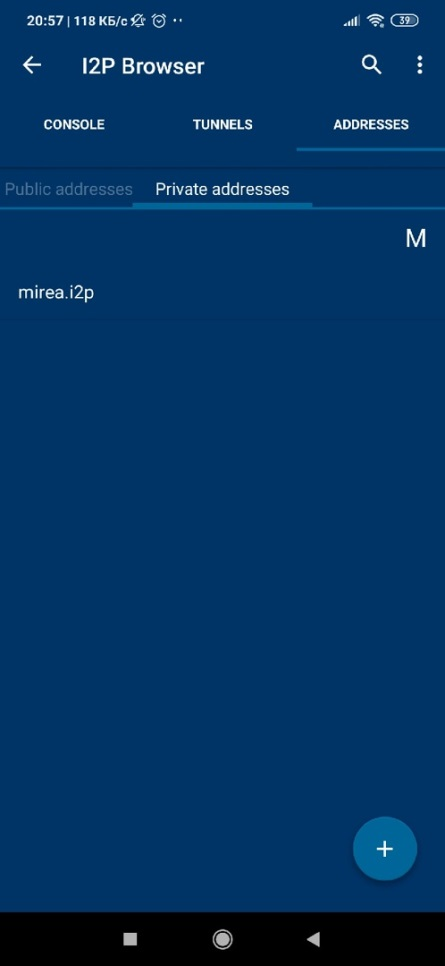 20:57 | 118 КБ/с
39
I2P Browser
CONSOLE TUNNELS ADDRESSES
Public addresses Private addresses
M
mirea.i2p